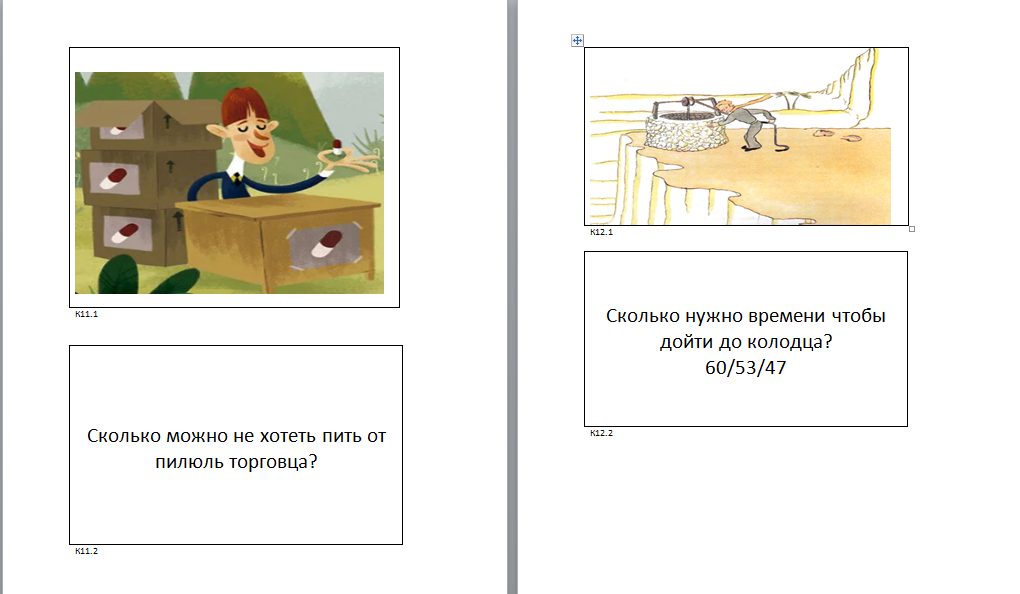 К11.1
Сколько можно не хотеть пить от
пилюль торговца?
К11.2
К12.1
Сколько нужно времени чтобы
дойти до колодца?
60/53/47
К12.2